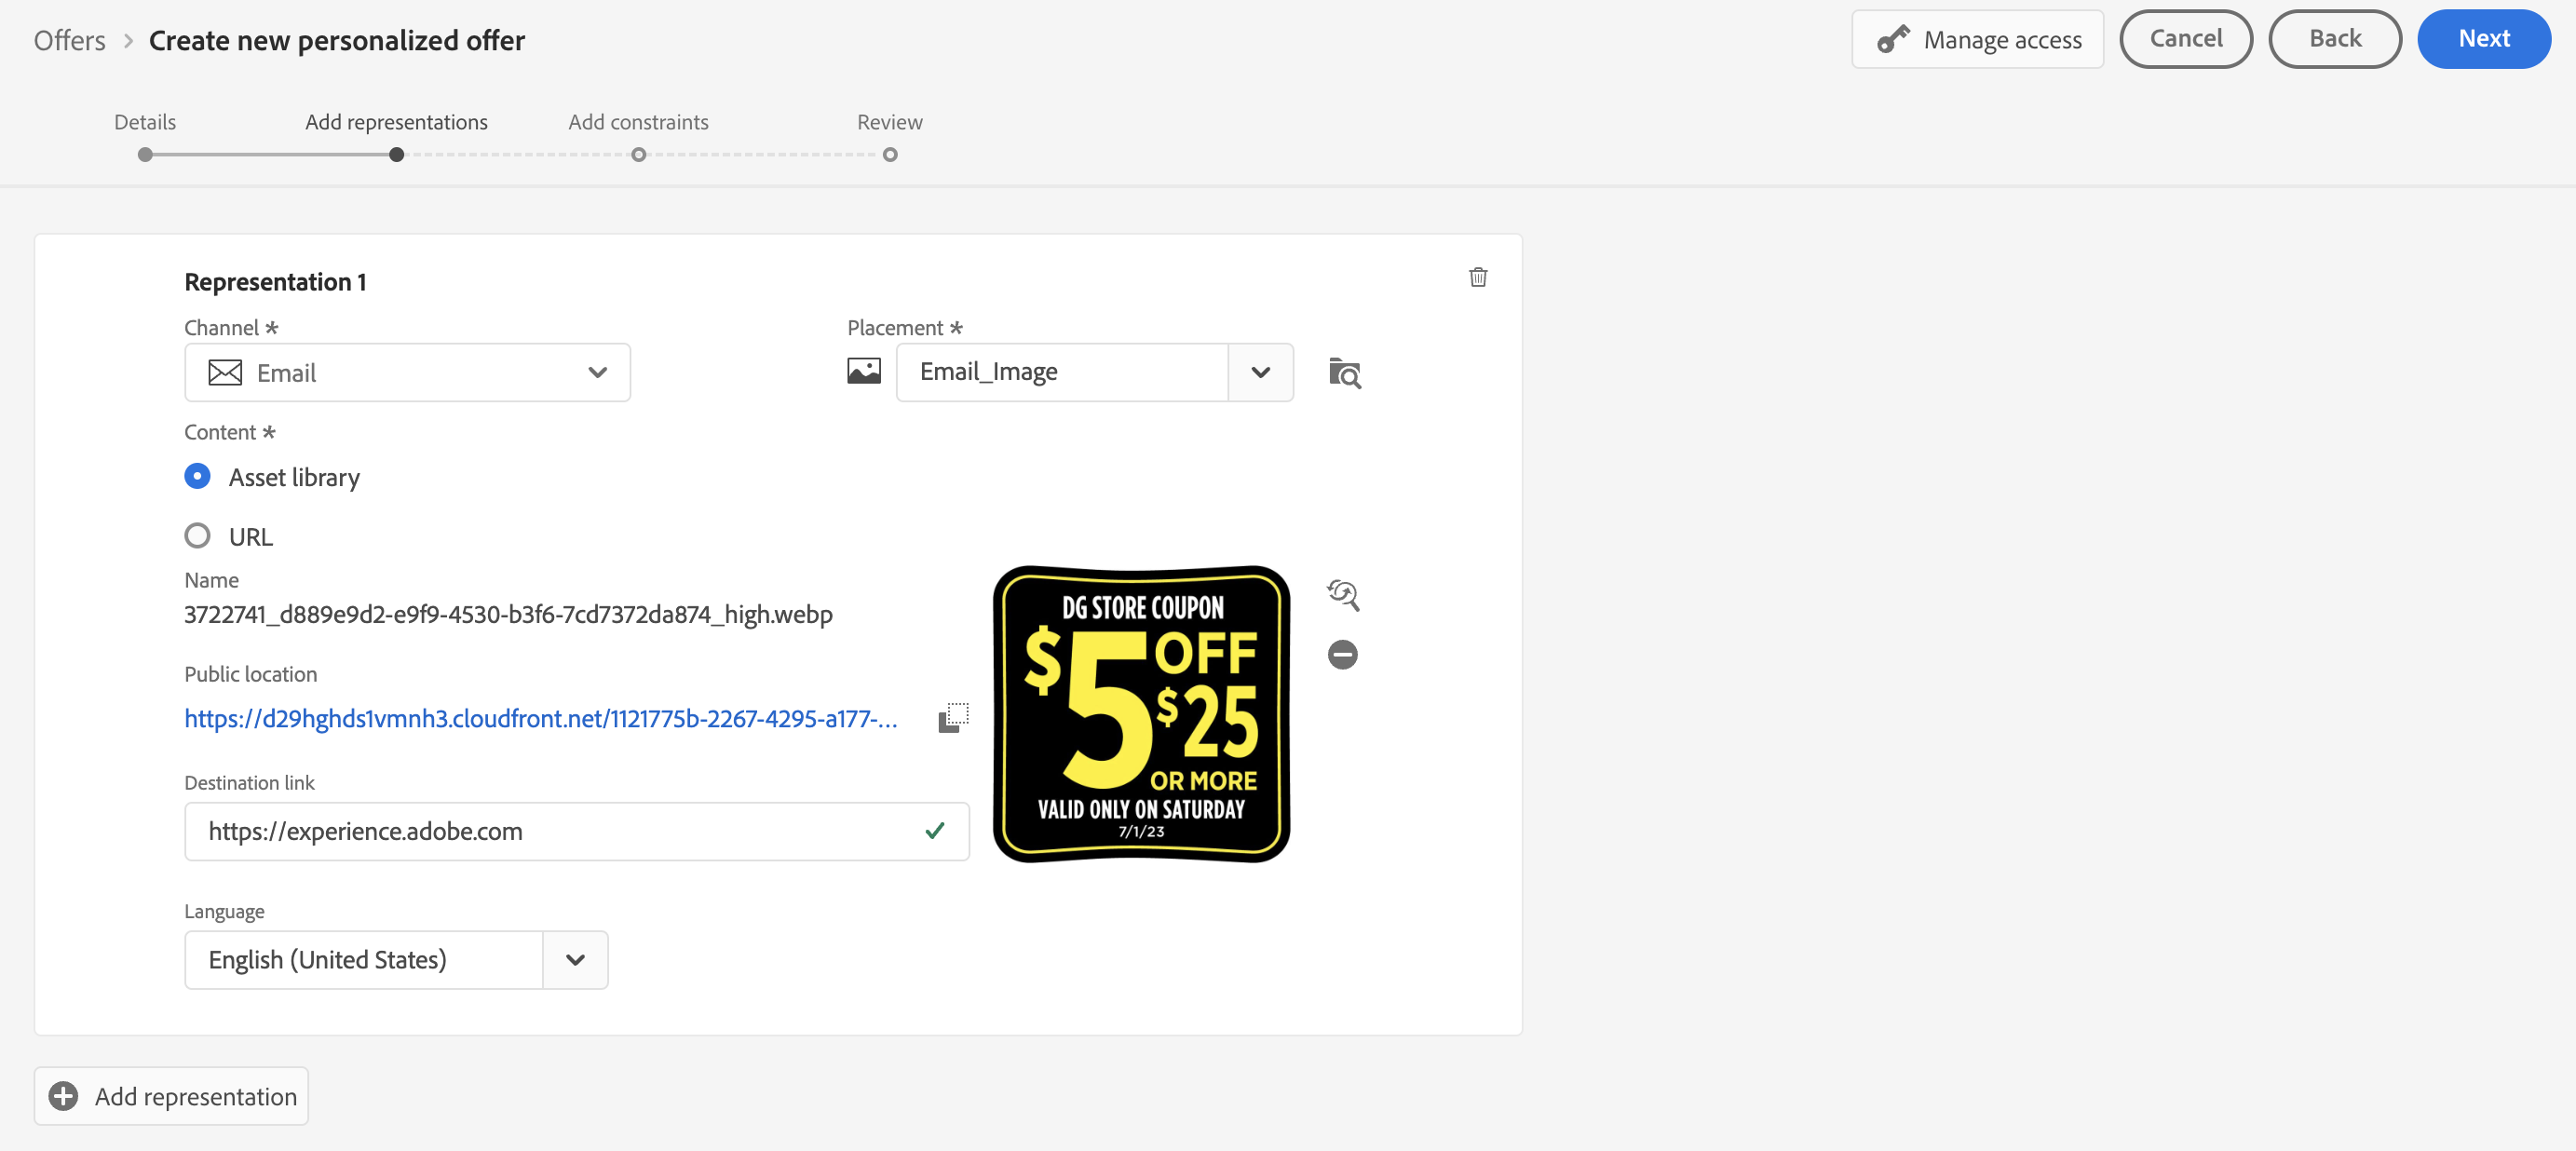 Offers > Create new personalized offer
Manage access
Cancel
Back
Next
Details
Add representations
Add constraints
Review
Representation 1
Channel *
Placement *
Email
Email_Image
Content *
Asset library
URL
Name
3722741_d889e9d2-e9f9-4530-b3f6-7cd7372da874_high.webp
Public location
https://d29hghds1vmnh3.cloudfront.net/1121775b-2267-4295-a177-...
Destination link
https://experience.adobe.com
Language
English (United States)
DG STORE COUPON
$5 OFF
$25
OR MORE
VALID ONLY ON SATURDAY
7/1/23
Add representation